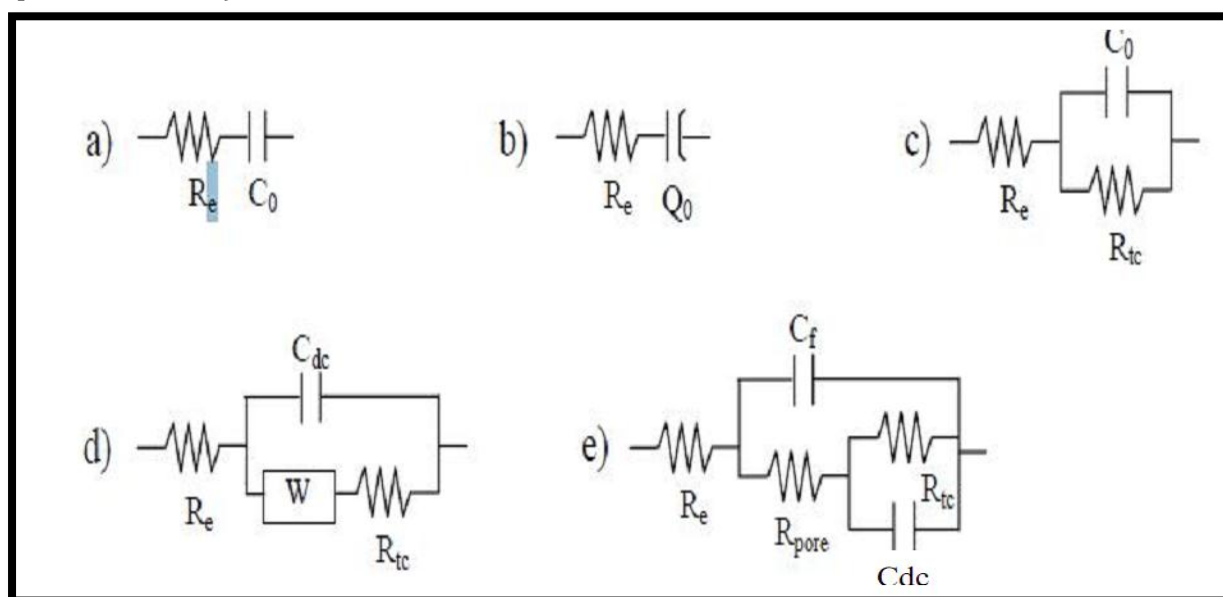 a)
Re C0
b)
Re Q0
c)
C0
Re
Rtc
d)
Cdc
Re
W
Rtc
e)
Cf
Re
Rpore
Rtc
Cdc